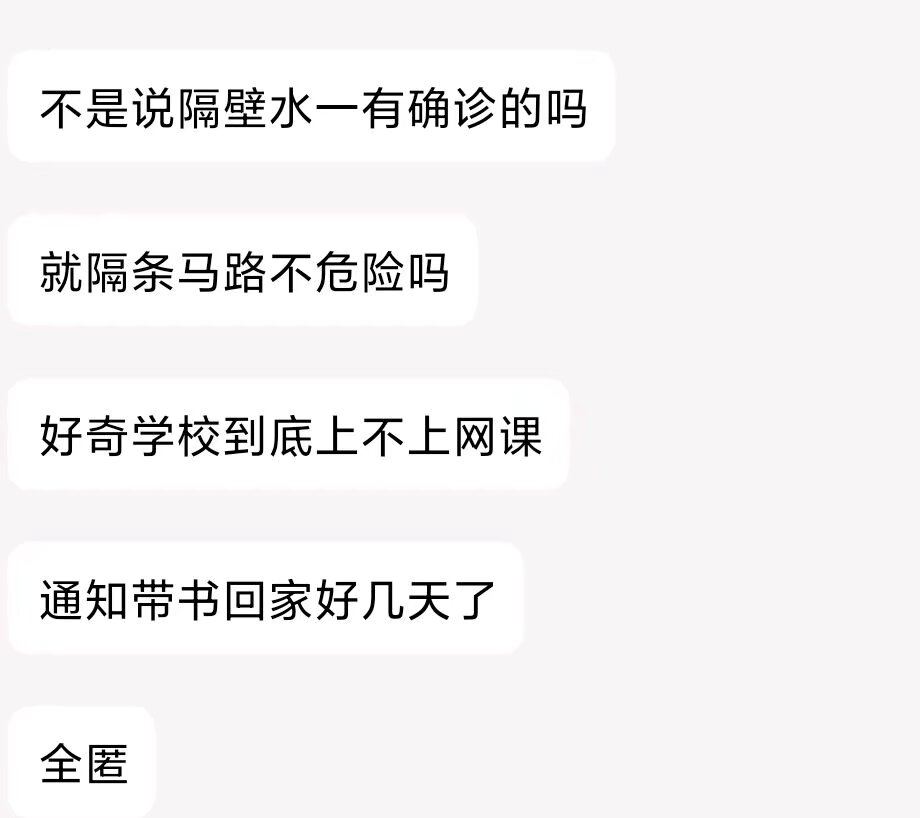 不是说隔壁水一有确诊的吗
就隔条马路不危险吗
好奇学校到底上不上网课
通知带书回家好几天了
全匿